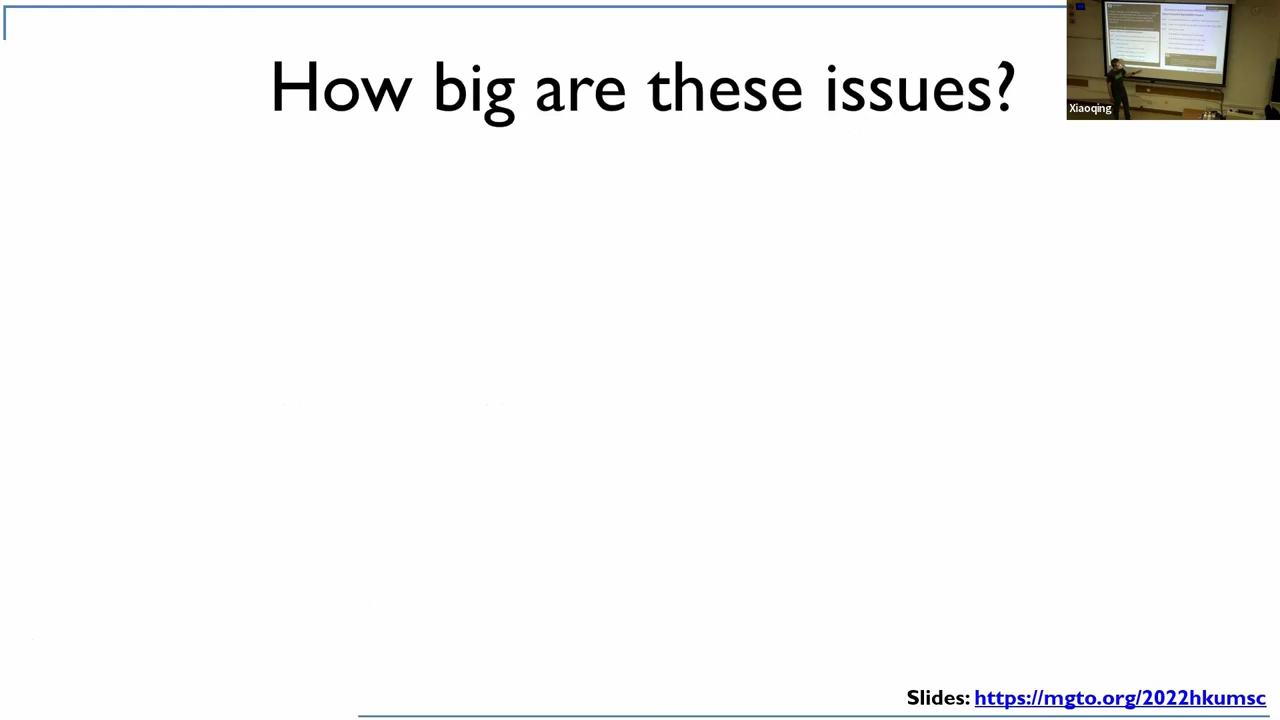 How big are these issues?
Xiaoqing
Slides: https://mgto.org/2022hkumsc